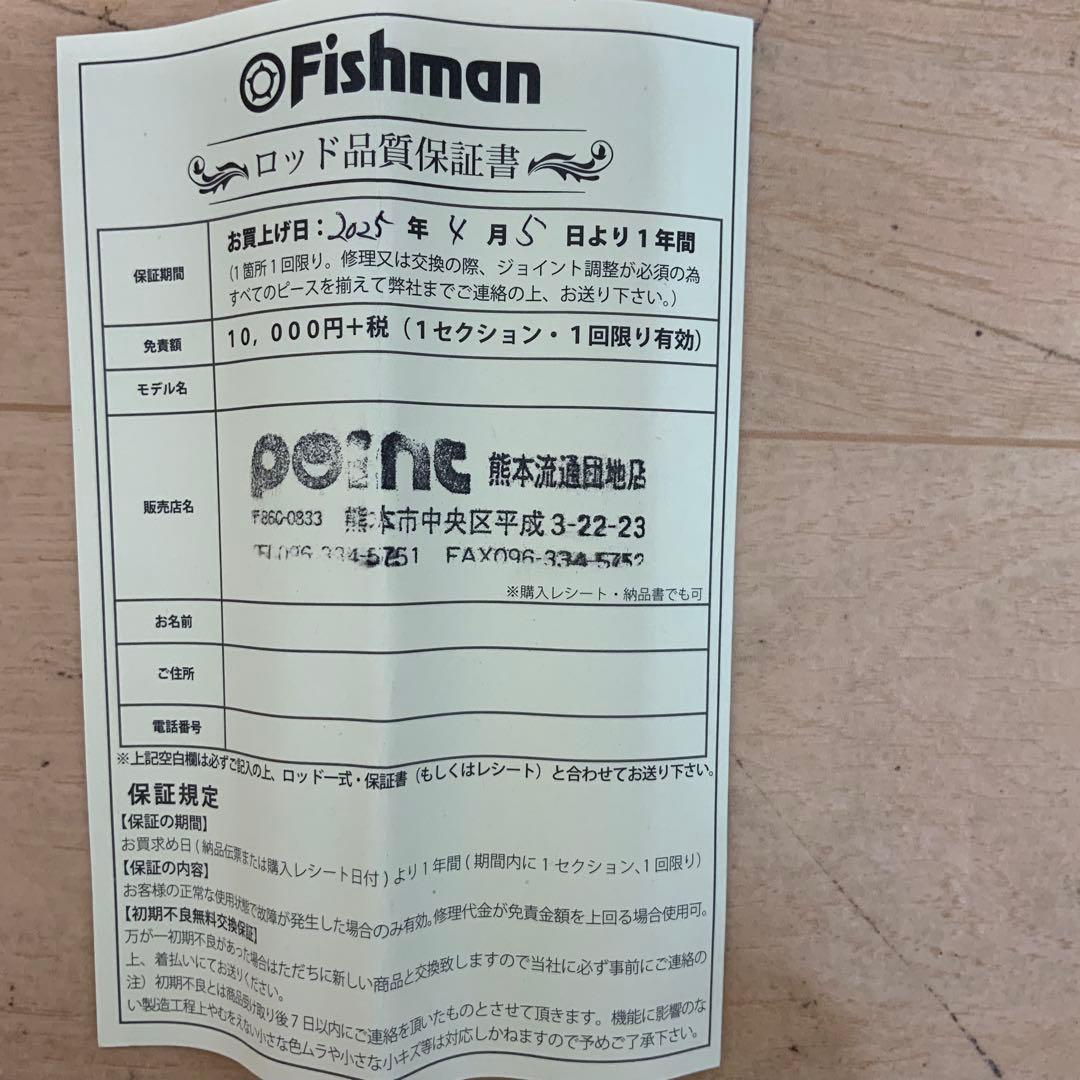 Fishman
ロッド品質保証書
保証期間
お買上げ日：2025年4月5日より1年間
(1箇所1回限り。修理又は交換の際、ジョイント調整が必須の為
すべてのピースを揃えて弊社までご連絡の上、お送り下さい。)
免責額
10,000円+税（1セクション・1回限り有効）
モデル名
販売店名
point 熊本流通団地店
〒860-0833 熊本市中央区平成3-22-23
TEL096-334-5751 FAX096-334-5752
※購入レシート・納品書でも可
お名前
ご住所
電話番号
※上記空白欄は必ずご記入の上、ロッド一式・保証書（もしくはレシート）と合わせてお送り下さい。
保証規定
【保証の期間】
お買求め日(納品伝票または購入レシート日付)より1年間(期間内に1セクション、1回限り)
【保証の内容】
お客様の正常な使用状態で故障が発生した場合のみ有効。修理代金が免責金額を上回る場合使用可。
【初期不良無料交換保証】
万が一初期不良があった場合はただちに新しい商品と交換致しますので当社に必ず事前にご連絡の
上、着払いにてお送りください。
注）初期不良とは商品受け取り後7日以内にご連絡を頂いたものとさせて頂きます。機能に影響のな
い製造工程上やむをえない小さな色ムラや小さな小キズ等は対応しかねますので予めご了承下さい。